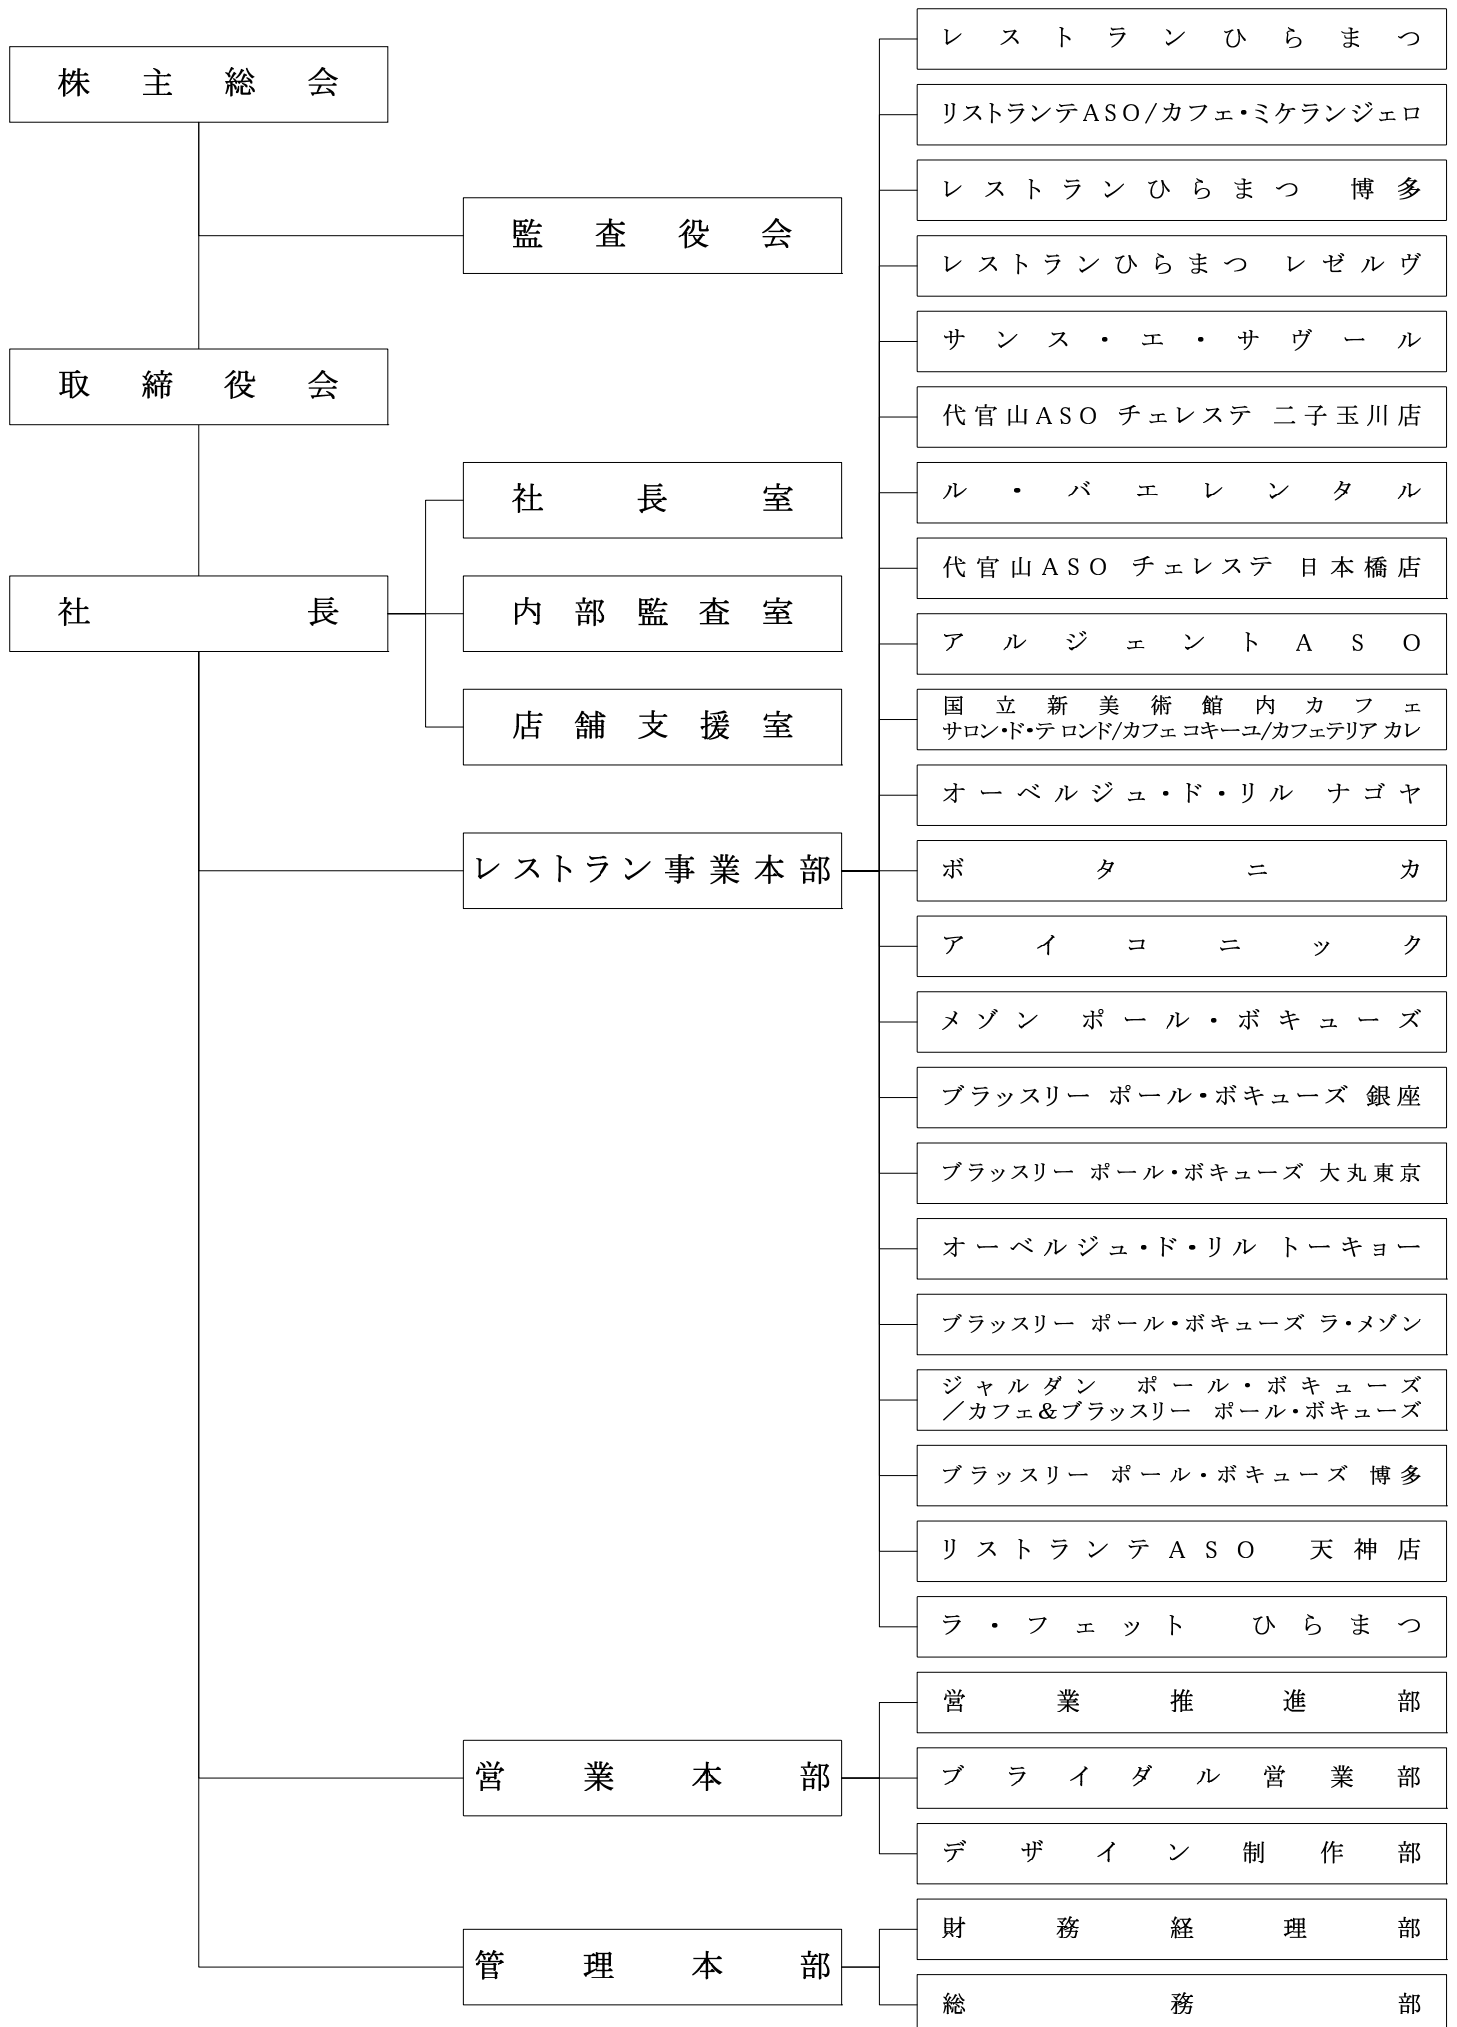 株主総会
監査役会
取締役会
社長室
社長
内部監査室
店舗支援室
レストラン事業本部
レストランひらまつ
リストランテASO/カフェ・ミケランジェロ
レストランひらまつ 博多
レストランひらまつ レゼルヴ
サンス・エ・サヴール
代官山ASO チェレステ 二子玉川店
ル・バエレンタル
代官山ASO チェレステ 日本橋店
アルジェントASO
国立新美術館内カフェ
サロン・ド・テ ロンド/カフェ コキーユ/カフェテリア カレ
オーベルジュ・ド・リル ナゴヤ
ボタニカ
アイコニック
メゾン ポール・ボキューズ
ブラッスリー ポール・ボキューズ 銀座
ブラッスリー ポール・ボキューズ 大丸東京
オーベルジュ・ド・リル トーキョー
ブラッスリー ポール・ボキューズ ラ・メゾン
ジャルダン ポール・ボキューズ
／カフェ&ブラッスリー ポール・ボキューズ
ブラッスリー ポール・ボキューズ 博多
リストランテASO 天神店
ラ・フェット ひらまつ
営業本部
営業推進部
ブライダル営業部
デザイン制作部
管理本部
財務経理部
総務部